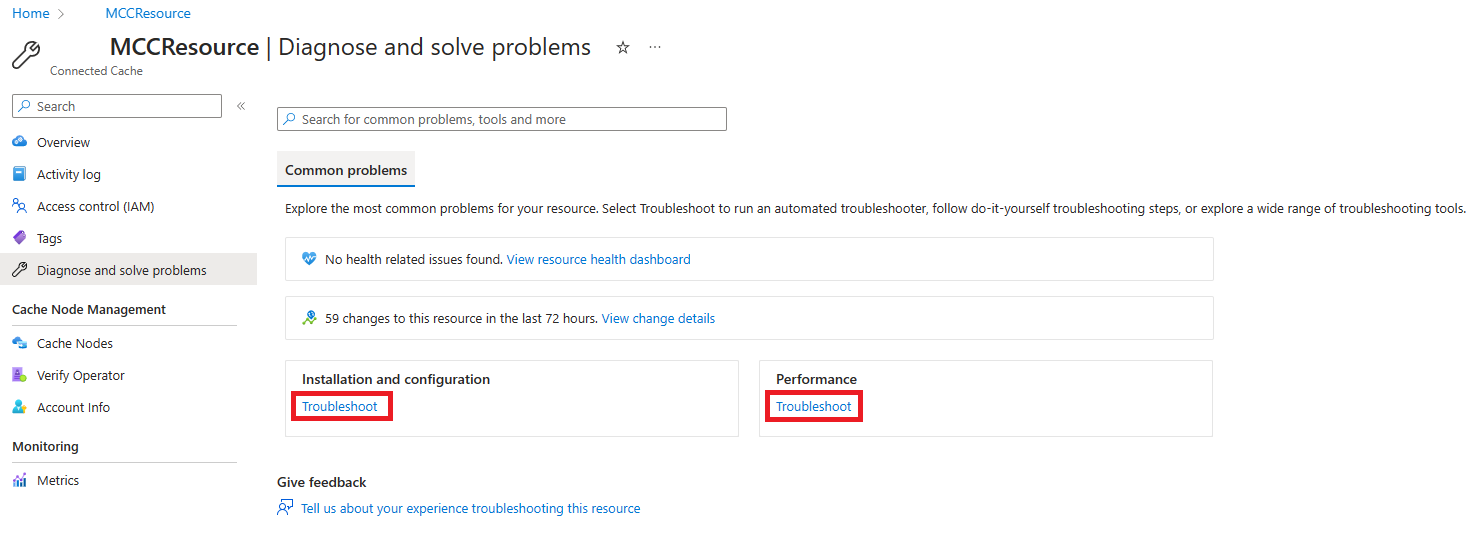 Home > MCCResource
MCCResource | Diagnose and solve problems ☆ ···
Connected Cache
Search «
Overview
Activity log
Access control (IAM)
Tags
Diagnose and solve problems
Cache Node Management
Cache Nodes
Verify Operator
Account Info
Monitoring
Metrics
Search for common problems, tools and more
Common problems
Explore the most common problems for your resource. Select Troubleshoot to run an automated troubleshooter, follow do-it-yourself troubleshooting steps, or explore a wide range of troubleshooting tools.
No health related issues found. View resource health dashboard
59 changes to this resource in the last 72 hours. View change details
Installation and configuration
Troubleshoot
Performance
Troubleshoot
Give feedback
Tell us about your experience troubleshooting this resource